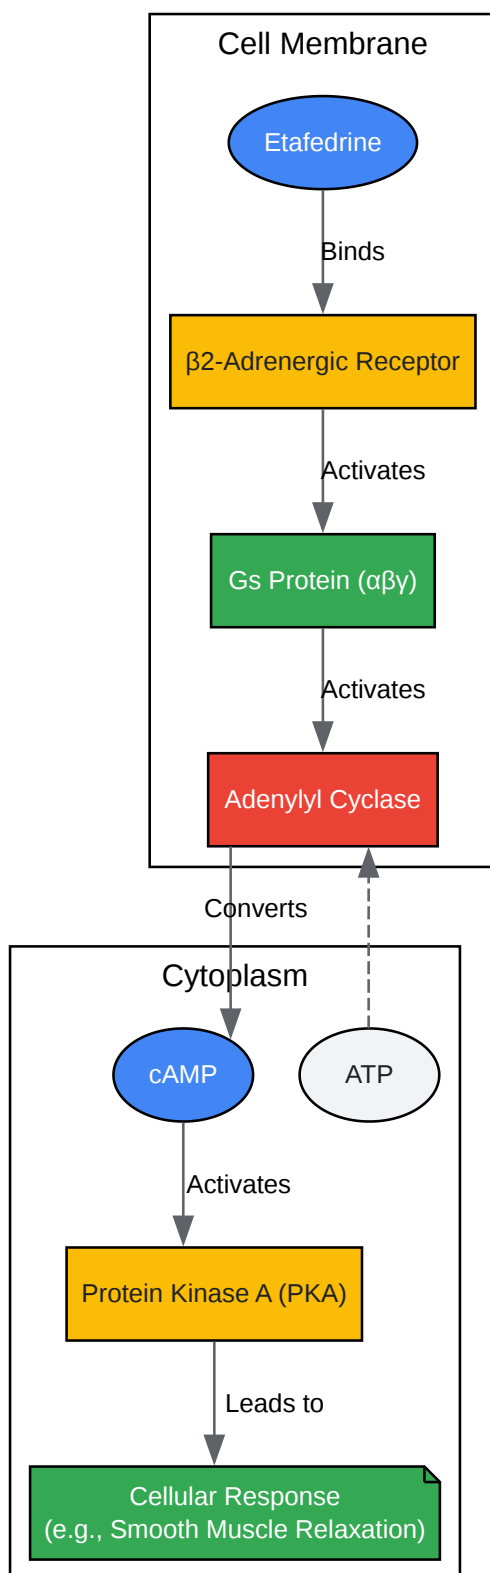 Cell Membrane
Etafedrine
Binds
β2-Adrenergic Receptor
Activates
Gs Protein (αβγ)
Activates
Adenylyl Cyclase
Converts
Cytoplasm
cAMP
ATP
Activates
Protein Kinase A (PKA)
Leads to
Cellular Response
(e.g., Smooth Muscle Relaxation)